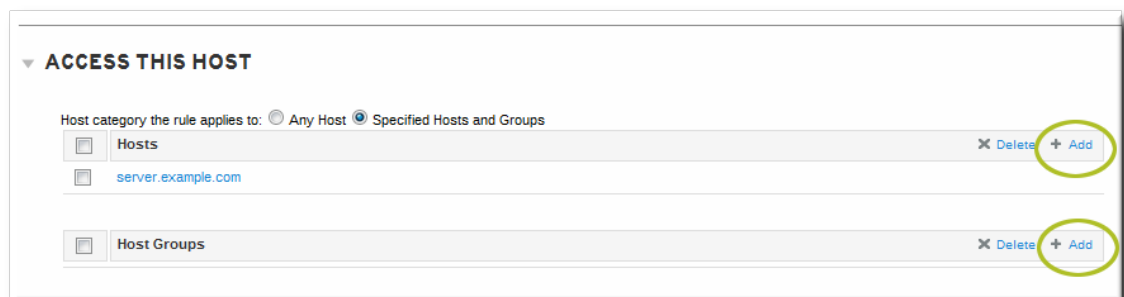 ACCESS THIS HOST
Host category the rule applies to: Any Host Specified Hosts and Groups
Hosts Delete + Add
server.example.com
Host Groups Delete + Add